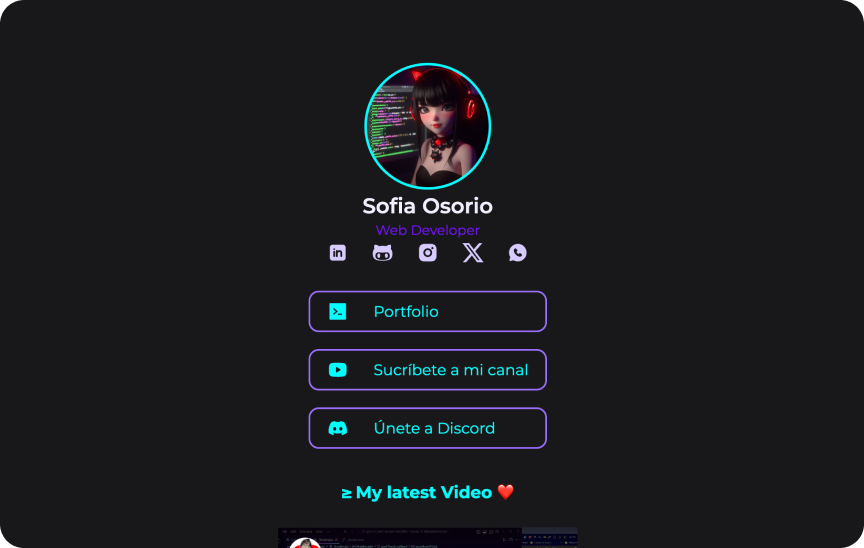 Sofia Osorio
Web Developer
Portfolio
Sucríbete a mi canal
Únete a Discord
≥ My latest Video ❤️